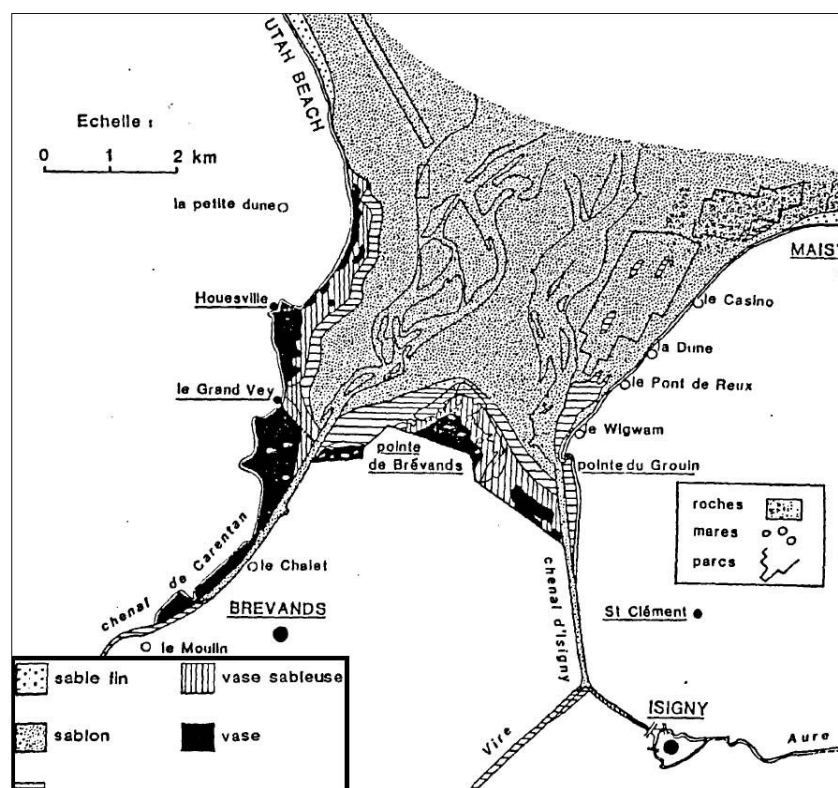 UTAH BEACH
Echelle :
0 1 2 km
la petite dune
MAIS
Houesville
le Casino
la Dune
le Grand Vey
le Pont de Reux
le Wigwam
pointe
de Brévands
pointe du Grouin
roches
mares
parcs
chenal de Carentan
le Chalet
chenal d'Isigny
BREVANDS
St Clément
le Moulin
sable fin
vase sableuse
sablon
vase
Vire
ISIGNY
Aure